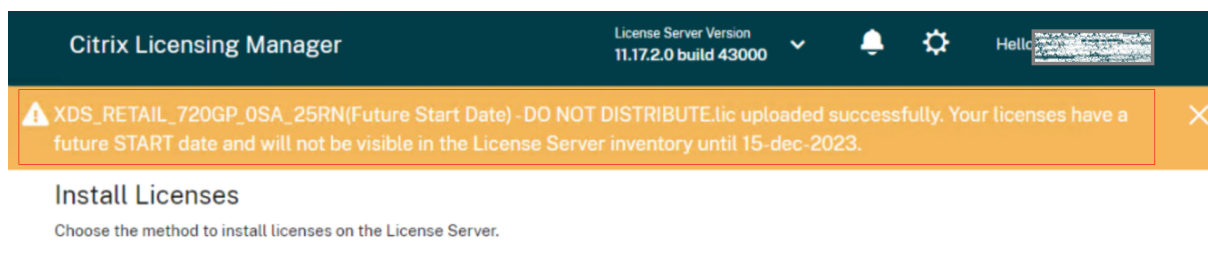 Citrix Licensing Manager
License Server Version
11.17.2.0 build 43000
Hello
XDS_RETAIL_720GP_0SA_25RN(Future Start Date) - DO NOT DISTRIBUTE.lic uploaded successfully. Your licenses have a
future START date and will not be visible in the License Server inventory until 15-dec-2023.
Install Licenses
Choose the method to install licenses on the License Server.